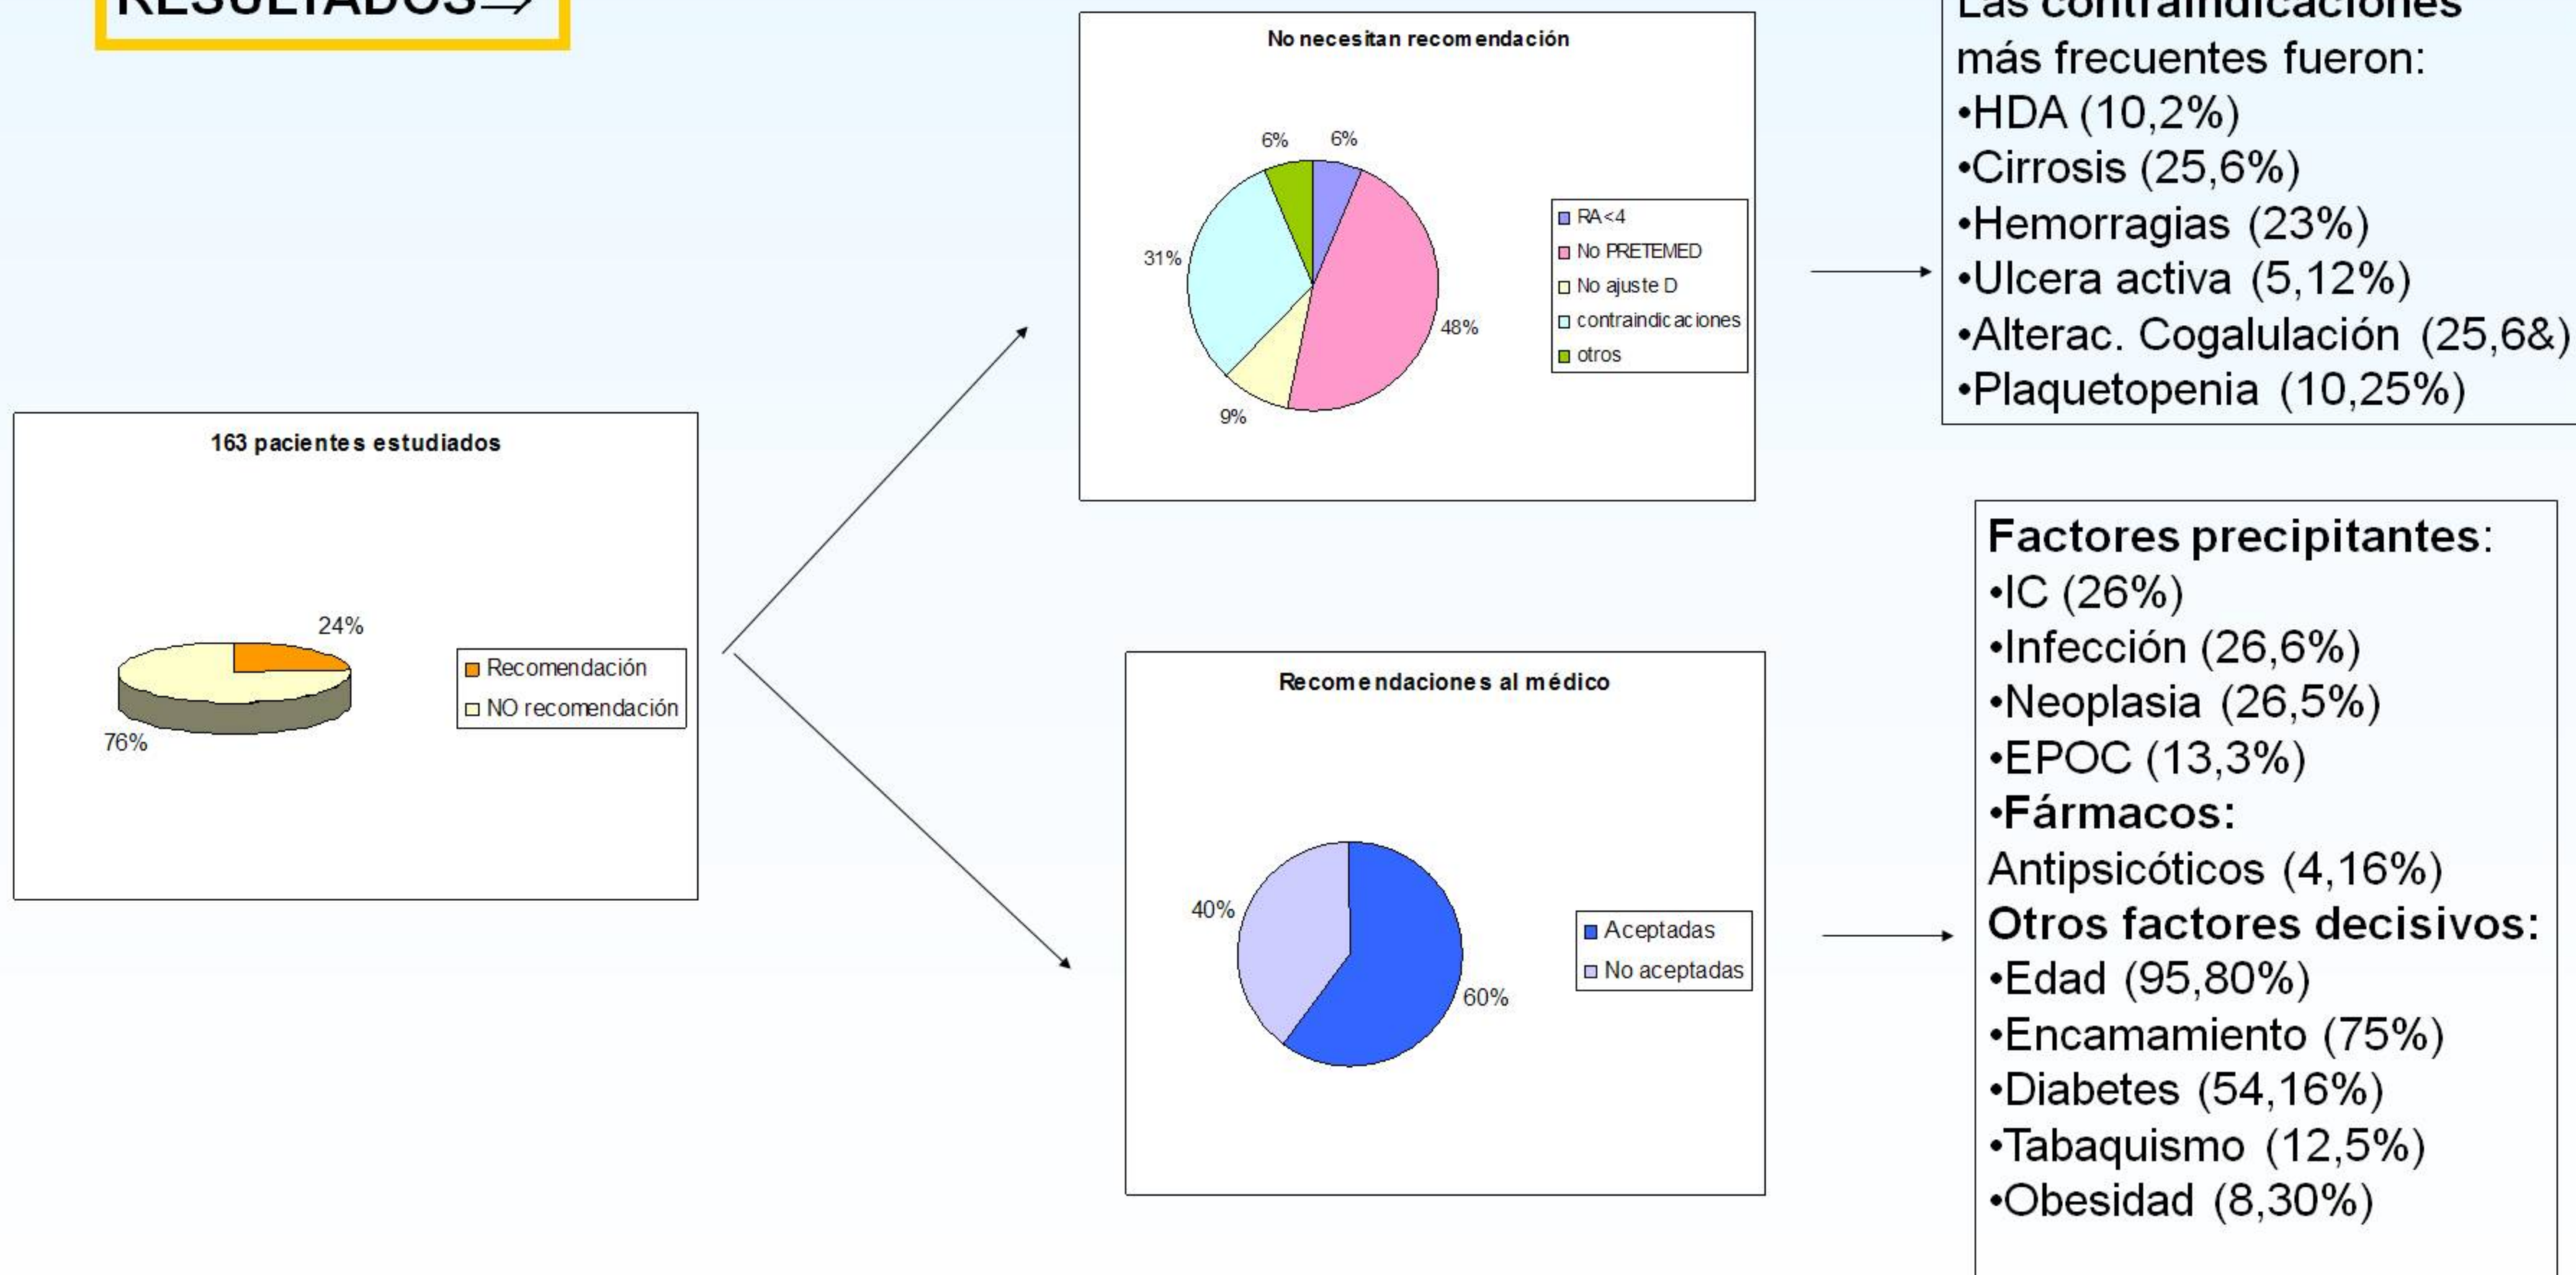 RESULTADOS⇒
163 pacientes estudiados
24%
76%
Recomendación
NO recomendación
No necesitan recomendación
6%
6%
31%
48%
9%
RA<4
No PRETEMED
No ajuste D
contraindicaciones
otros
Recomendaciones al médico
40%
60%
Aceptadas
No aceptadas
Las contraindicaciones
más frecuentes fueron:
•HDA (10,2%)
•Cirrosis (25,6%)
•Hemorragias (23%)
•Ulcera activa (5,12%)
•Alterac. Cogalulación (25,6&)
•Plaquetopenia (10,25%)
Factores precipitantes:
•IC (26%)
•Infección (26,6%)
•Neoplasia (26,5%)
•EPOC (13,3%)
•Fármacos:
Antipsicóticos (4,16%)
Otros factores decisivos:
•Edad (95,80%)
•Encamamiento (75%)
•Diabetes (54,16%)
•Tabaquismo (12,5%)
•Obesidad (8,30%)